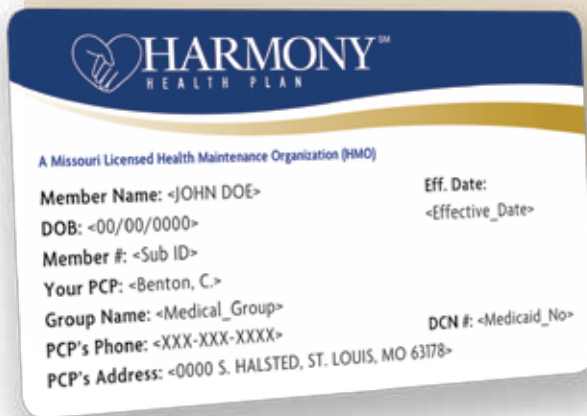 HARMONY℠
HEALTH PLAN
A Missouri Licensed Health Maintenance Organization (HMO)
Member Name: <JOHN DOE>
Eff. Date:
DOB: <00/00/0000>
<Effective_Date>
Member #: <Sub ID>
Your PCP: <Benton, C.>
Group Name: <Medical_Group>
DCN #: <Medicaid_No>
PCP's Phone: <XXX-XXX-XXXX>
PCP's Address: <0000 S. HALSTED, ST. LOUIS, MO 63178>